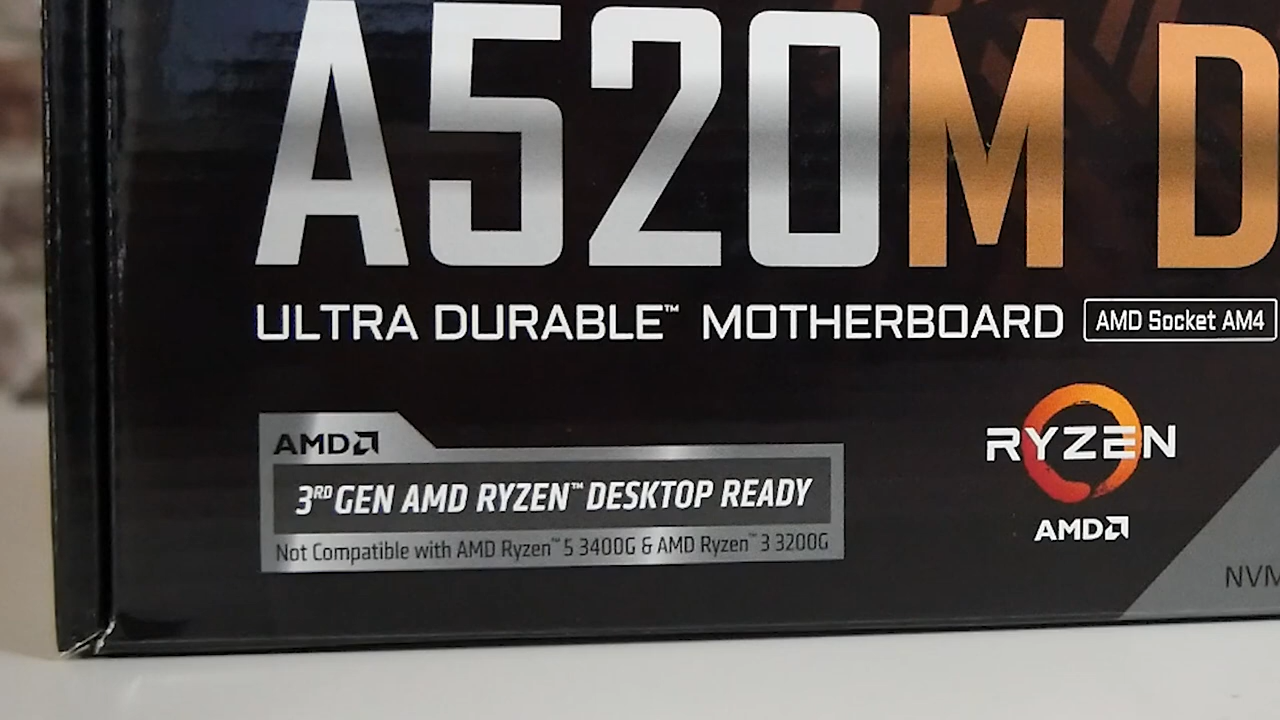 A520M D
ULTRA DURABLE™ MOTHERBOARD AMD Socket AM4
AMD
3RD GEN AMD RYZEN™ DESKTOP READY
Not Compatible with AMD Ryzen™ 5 3400G & AMD Ryzen™ 3 3200G
RYZEN
AMD
NVM